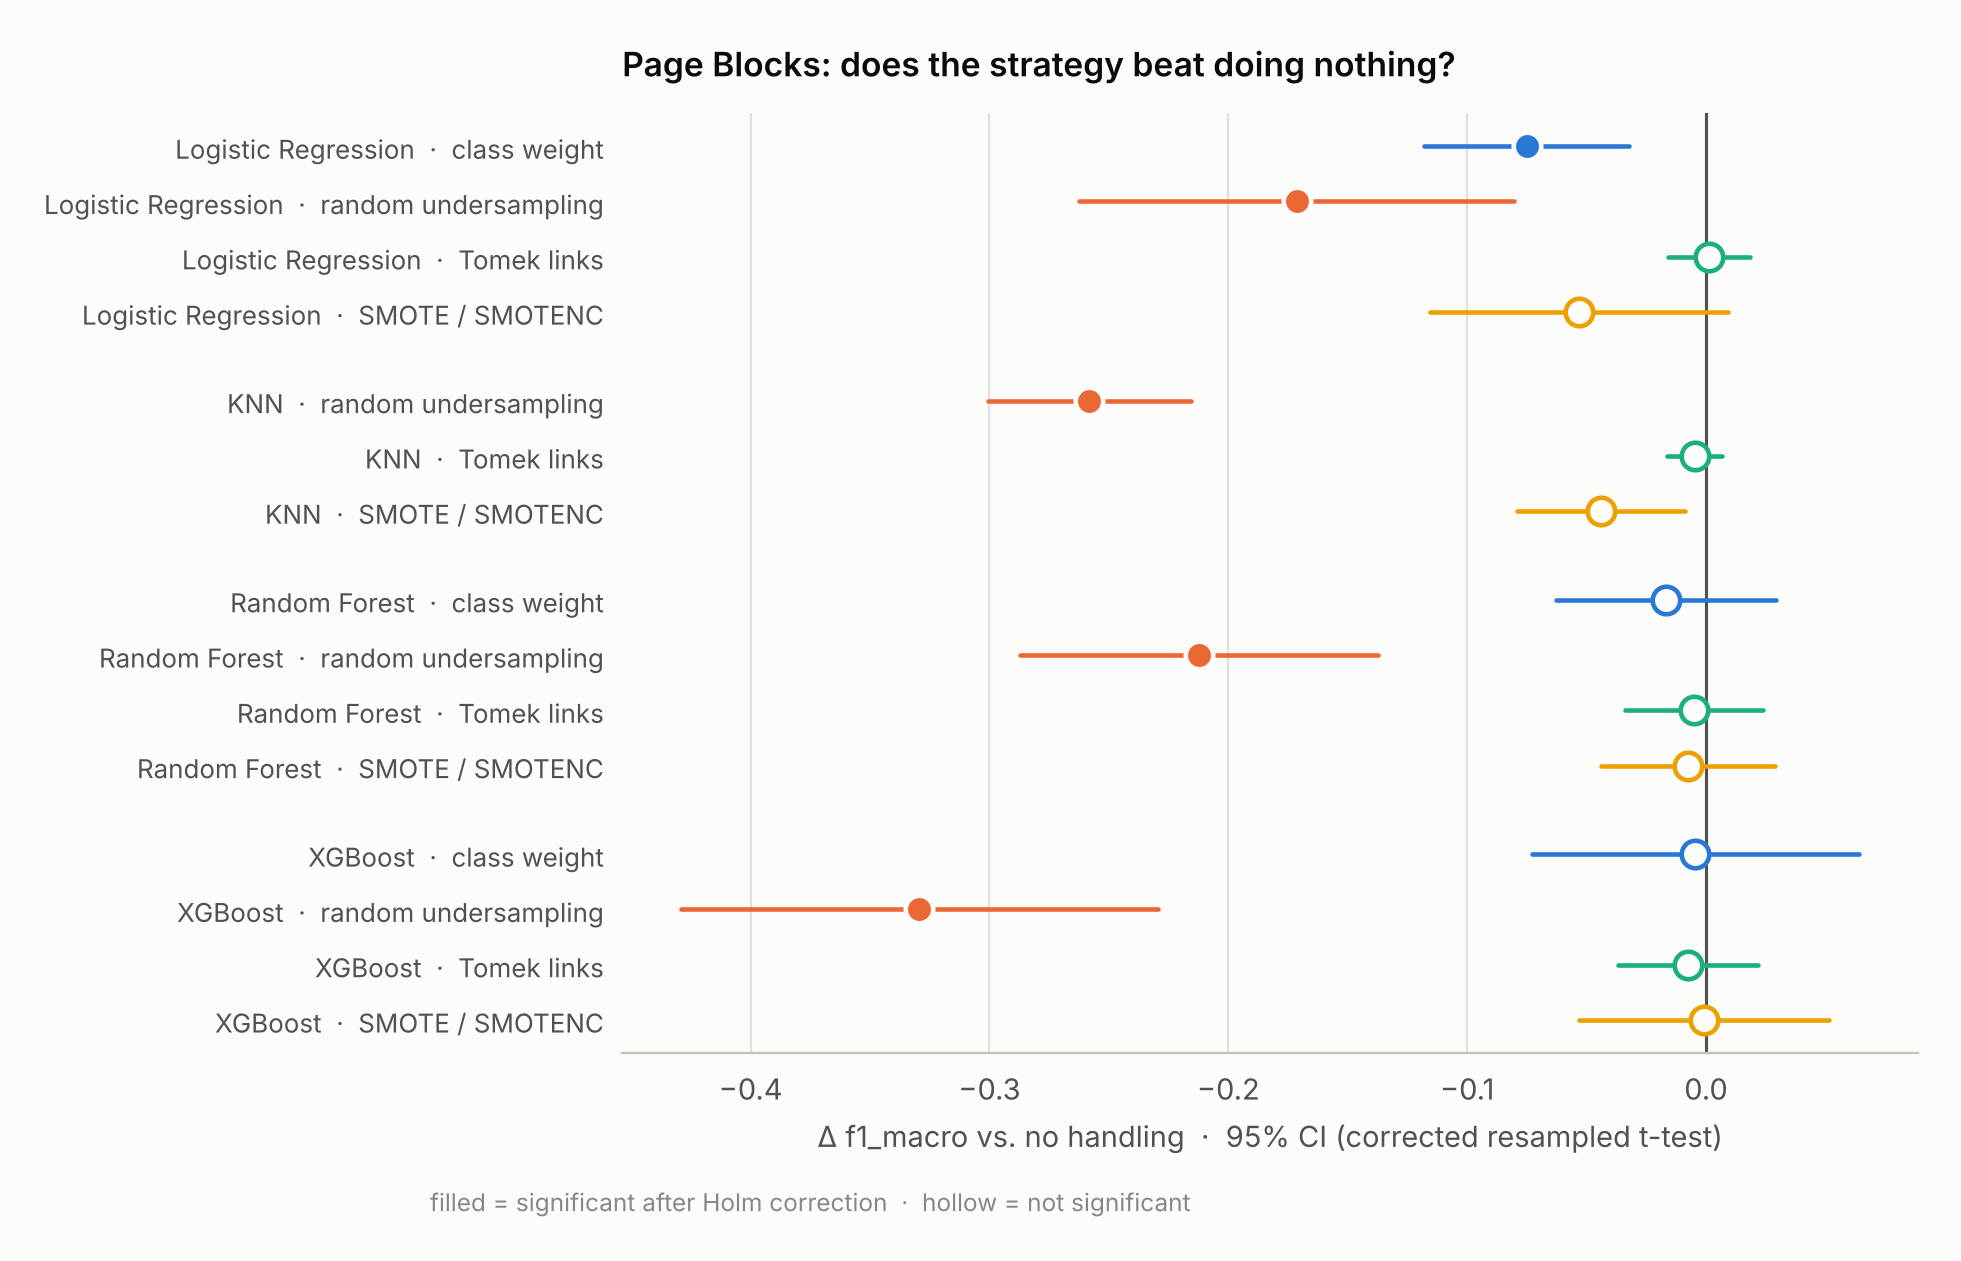 Page Blocks: does the strategy beat doing nothing?
Logistic Regression · class weight
Logistic Regression · random undersampling
Logistic Regression · Tomek links
Logistic Regression · SMOTE / SMOTENC
KNN · random undersampling
KNN · Tomek links
KNN · SMOTE / SMOTENC
Random Forest · class weight
Random Forest · random undersampling
Random Forest · Tomek links
Random Forest · SMOTE / SMOTENC
XGBoost · class weight
XGBoost · random undersampling
XGBoost · Tomek links
XGBoost · SMOTE / SMOTENC
−0.4 −0.3 −0.2 −0.1 0.0
Δ f1_macro vs. no handling · 95% CI (corrected resampled t-test)
filled = significant after Holm correction · hollow = not significant